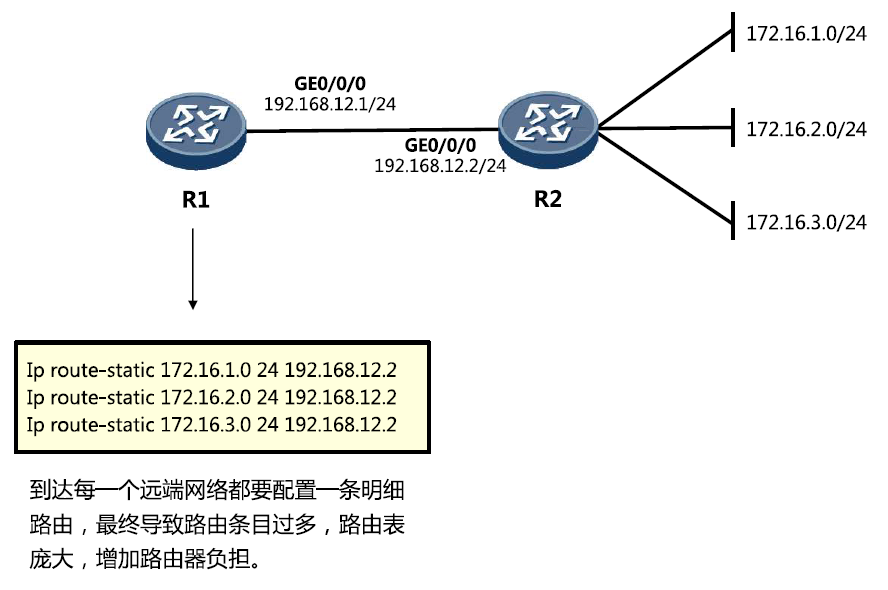 GE0/0/0
192.168.12.1/24
GE0/0/0
192.168.12.2/24
R1
R2
172.16.1.0/24
172.16.2.0/24
172.16.3.0/24
Ip route-static 172.16.1.0 24 192.168.12.2
Ip route-static 172.16.2.0 24 192.168.12.2
Ip route-static 172.16.3.0 24 192.168.12.2
到达每一个远端网络都要配置一条明细
路由，最终导致路由条目过多，路由表
庞大，增加路由器负担。